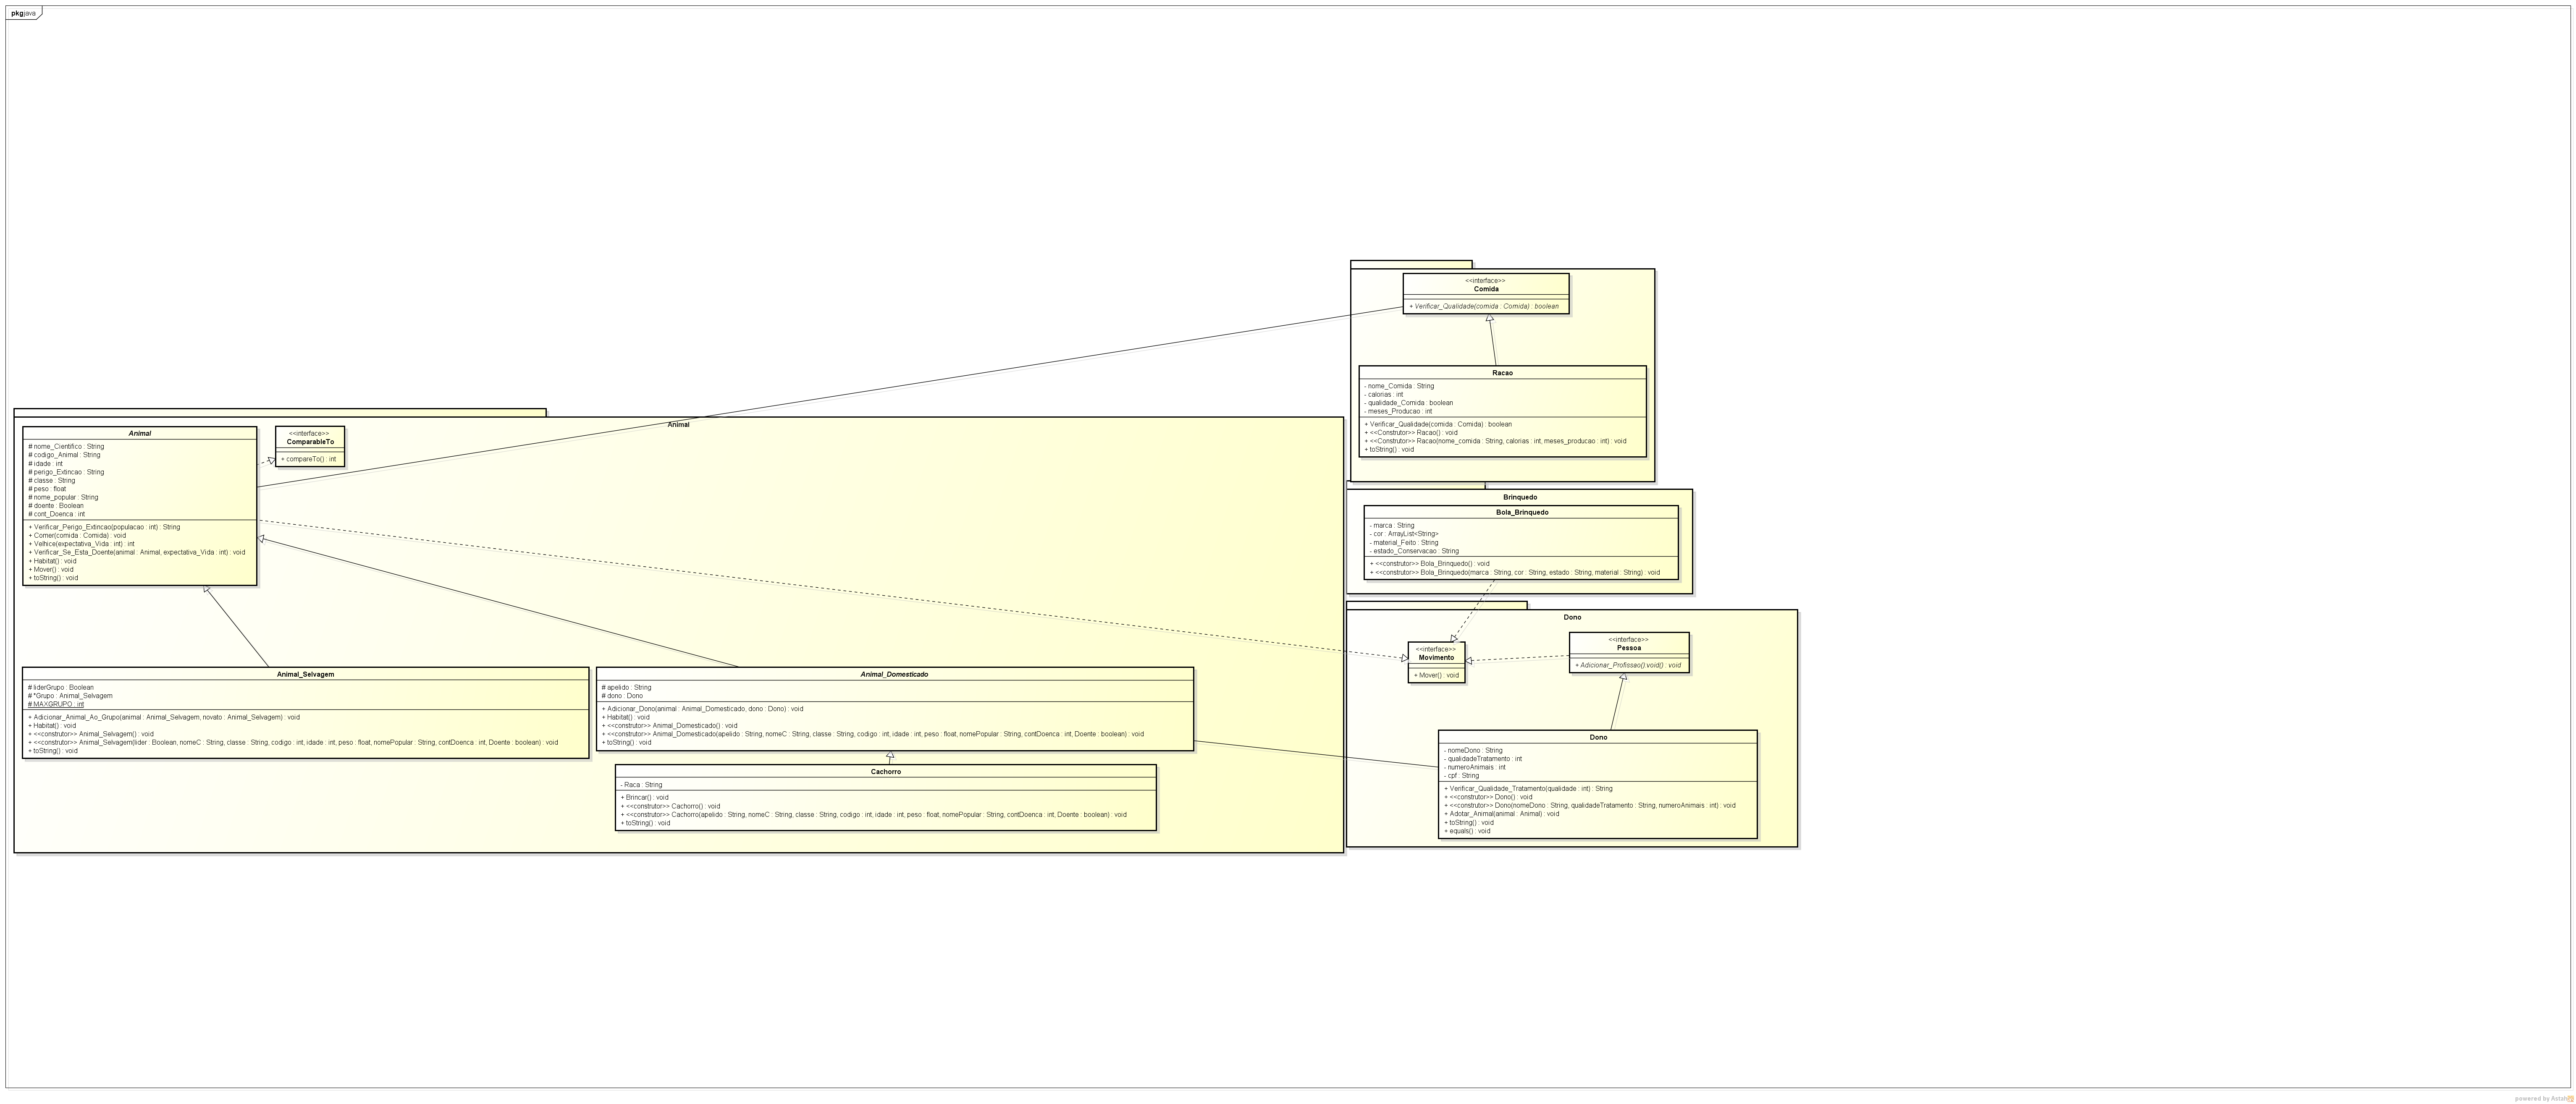 pkg java
<<interface>>
Comida
+ Verificar_Qualidade(comida : Comida) : boolean
Racao
- nome_Comida : String
- calorias : int
- qualidade_Comida : boolean
- meses_Producao : int
+ Verificar_Qualidade(comida : Comida) : boolean
+ <<Construtor>> Racao() : void
+ <<Construtor>> Racao(nome_comida : String, calorias : int, meses_producao : int) : void
+ toString() : void
Animal
Animal
# nome_Cientifico : String
# codigo_Animal : String
# idade : int
# perigo_Extincao : String
# classe : String
# peso : float
# nome_popular : String
# doente : Boolean
# cont_Doenca : int
+ Verificar_Perigo_Extincao(populacao : int) : String
+ Comer(comida : Comida) : void
+ Velhice(expectativa_Vida : int) : int
+ Verificar_Se_Esta_Doente(animal : Animal, expectativa_Vida : int) : void
+ Habitat() : void
+ Mover() : void
+ toString() : void
<<interface>>
ComparableTo
+ compareTo() : int
Brinquedo
Bola_Brinquedo
- marca : String
- cor : ArrayList<String>
- material_Feito : String
- estado_Conservacao : String
+ <<construtor>> Bola_Brinquedo() : void
+ <<construtor>> Bola_Brinquedo(marca : String, cor : String, estado : String, material : String) : void
Dono
<<interface>>
Movimento
+ Mover() : void
<<interface>>
Pessoa
+ Adicionar_Profissao().void() : void
Animal_Selvagem
# liderGrupo : Boolean
# *Grupo : Animal_Selvagem
# MAXGRUPO : int
+ Adicionar_Animal_Ao_Grupo(animal : Animal_Selvagem, novato : Animal_Selvagem) : void
+ Habitat() : void
+ <<construtor>> Animal_Selvagem() : void
+ <<construtor>> Animal_Selvagem(lider : Boolean, nomeC : String, classe : String, codigo : int, idade : int, peso : float, nomePopular : String, contDoenca : int, Doente : boolean) : void
+ toString() : void
Animal_Domesticado
# apelido : String
# dono : Dono
+ Adicionar_Dono(animal : Animal_Domesticado, dono : Dono) : void
+ Habitat() : void
+ <<construtor>> Animal_Domesticado() : void
+ <<construtor>> Animal_Domesticado(apelido : String, nomeC : String, classe : String, codigo : int, idade : int, peso : float, nomePopular : String, contDoenca : int, Doente : boolean) : void
+ toString() : void
Cachorro
- Raca : String
+ Brincar() : void
+ <<construtor>> Cachorro() : void
+ <<construtor>> Cachorro(apelido : String, nomeC : String, classe : String, codigo : int, idade : int, peso : float, nomePopular : String, contDoenca : int, Doente : boolean) : void
+ toString() : void
Dono
- nomeDono : String
- qualidadeTratamento : int
- numeroAnimais : int
- cpf : String
+ Verificar_Qualidade_Tratamento(qualidade : int) : String
+ <<construtor>> Dono() : void
+ <<construtor>> Dono(nomeDono : String, qualidadeTratamento : String, numeroAnimais : int) : void
+ Adotar_Animal(animal : Animal) : void
+ toString() : void
+ equals() : void
powered by Astah